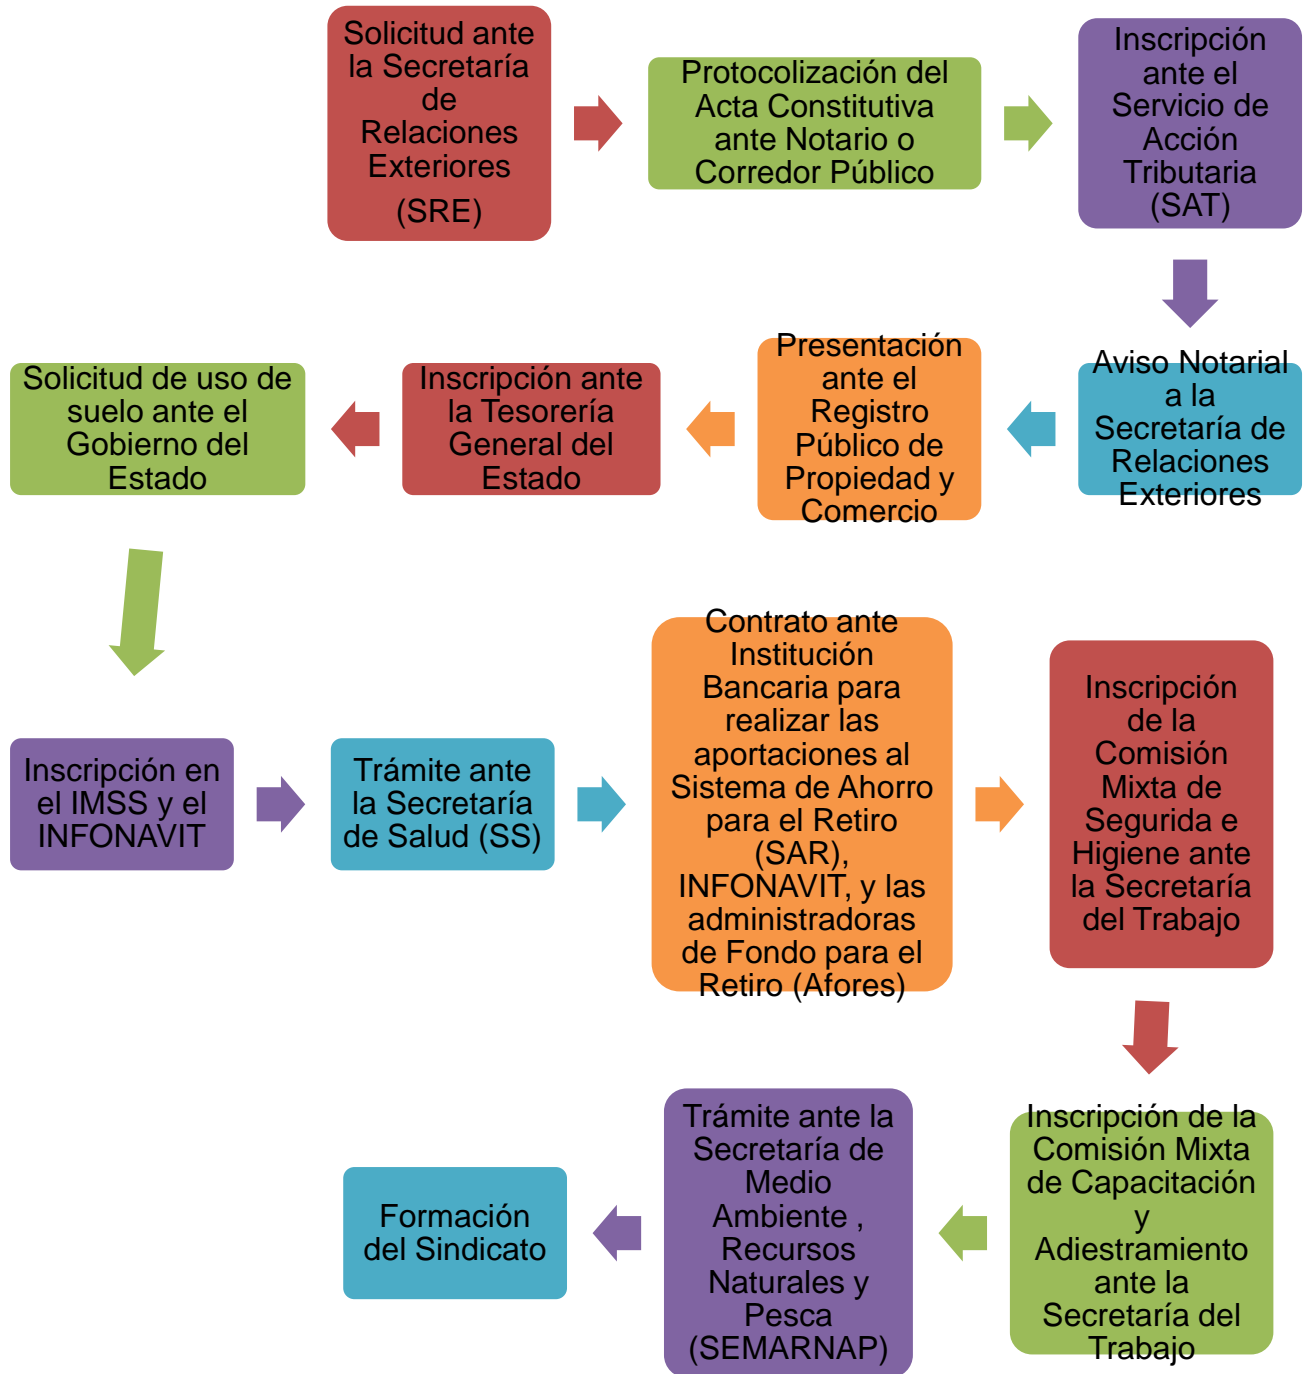 Solicitud ante
la Secretaría
de
Relaciones
Exteriores
(SRE)
Protocolización del
Acta Constitutiva
ante Notario o
Corredor Público
Inscripción
ante el
Servicio de
Acción
Tributaria
(SAT)
Aviso Notarial
a la
Secretaría de
Relaciones
Exteriores
Presentación
ante el
Registro
Público de
Propiedad y
Comercio
Inscripción ante
la Tesorería
General del
Estado
Solicitud de uso de
suelo ante el
Gobierno del
Estado
Inscripción en
el IMSS y el
INFONAVIT
Trámite ante
la Secretaría
de Salud (SS)
Contrato ante
Institución
Bancaria para
realizar las
aportaciones al
Sistema de Ahorro
para el Retiro
(SAR),
INFONAVIT, y las
administradoras
de Fondo para el
Retiro (Afores)
Inscripción
de la
Comisión
Mixta de
Segurida e
Higiene ante
la Secretaría
del Trabajo
Inscripción de la
Comisión Mixta
de Capacitación
y
Adiestramiento
ante la
Secretaría del
Trabajo
Trámite ante la
Secretaría de
Medio
Ambiente ,
Recursos
Naturales y
Pesca
(SEMARNAP)
Formación
del Sindicato